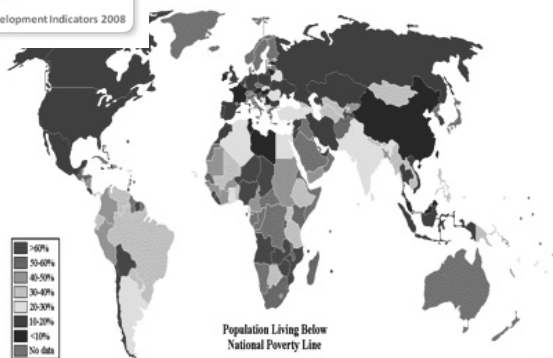 elopment Indicators 2008
>60%
50-60%
40-50%
30-40%
20-30%
10-20%
<10%
No data
Population Living Below
National Poverty Line